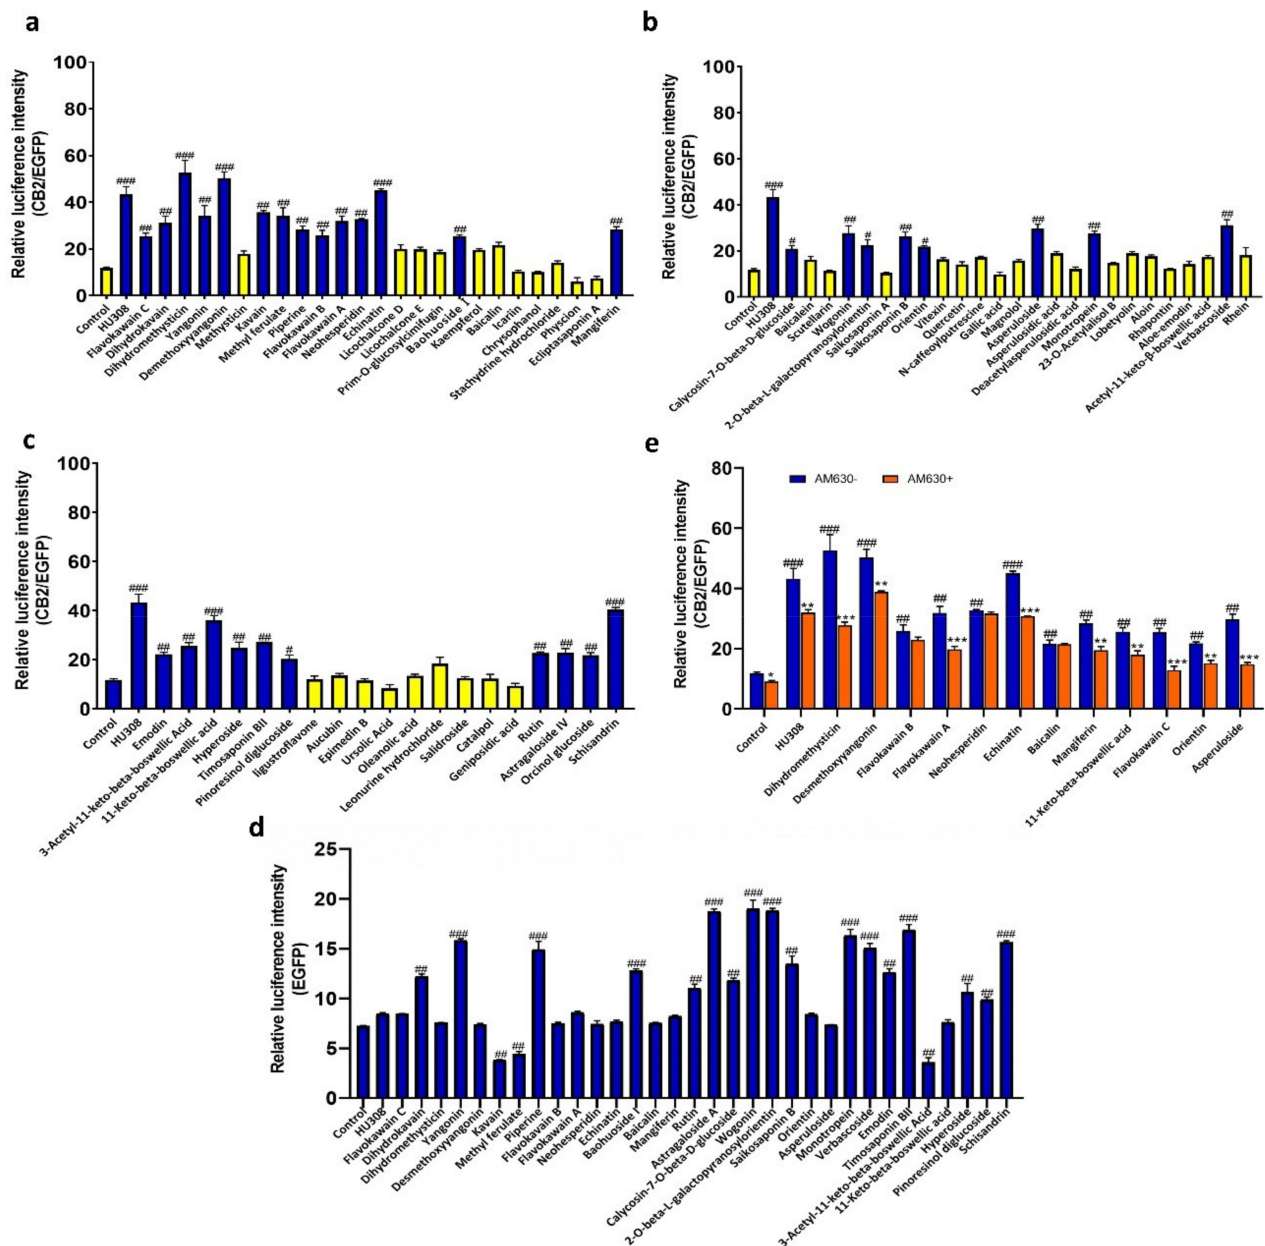 a
Relative luciference intensity
(CB2/EGFP)
100
80
60
40
20
0
###
##
##
###
##
###
##
##
##
##
##
##
###
##
##
Control
HU308
Flavokawain C
Dihydrokavain
Dihydromethysticin
Yangonin
Demethoxyyangonin
Methysticin
Kavain
Methyl ferulate
Piperine
Flavokawain B
Flavokawain A
Neohesperidin
Echinatin
Licochalcone D
Licochalcone E
Prim-O-glucosylcimifugin
Baohuoside I
Kaempferol
Baicalin
Icariin
Chrysophanol
Stachydrine hydrochloride
Physcion
Ecliptasaponin A
Mangiferin
b
Relative luciference intensity
(CB2/EGFP)
100
80
60
40
20
0
###
#
##
#
##
#
##
##
##
Control
HU308
Calycosin-7-O-beta-D-glucoside
Baicalein
Scutellarin
Wogonin
2-O-beta-L-galactopyranosylorientin
Saikosaponin A
Saikosaponin B
Orientin
Vitexin
Quercetin
N-caffeoylputrescine
Gallic acid
Magnolol
Asperuloside
Asperulosidic acid
Deacetylasperulosidic acid
Monotropein
23-O-Acetylalisol B
Lobetyolin
Aloin
Rhapontin
Aloe-emodin
Acetyl-11-keto-β-boswellic acid
Verbascoside
Rhein
c
Relative luciference intensity
(CB2/EGFP)
100
80
60
40
20
0
###
##
##
###
##
##
#
##
##
##
###
Control
HU308
Emodin
3-Acetyl-11-keto-beta-boswellic Acid
11-Keto-beta-boswellic acid
Hyperoside
Timosaponin BII
Pinoresinol diglucoside
ligustroflavone
Aucubin
Epimedin B
Ursolic Acid
Oleanolic acid
Leonurine hydrochloride
Salidroside
Catalpol
Geniposidic acid
Rutin
Astragaloside IV
Orcinol glucoside
Schisandrin
e
Relative luciference intensity
(CB2/EGFP)
80
60
40
20
0
AM630-
AM630+
*
###
**
###
***
###
**
##
##
***
##
###
***
##
##
**
##
**
##
***
##
**
##
***
Control
HU308
Dihydromethysticin
Desmethoxyangonin
Flavokawain B
Flavokawain A
Neohesperidin
Echinatin
Baicalin
Mangiferin
11-Keto-beta-boswellic acid
Flavokawain C
Orientin
Asperuloside
d
Relative luciference intensity
(EGFP)
25
20
15
10
5
0
##
###
##
##
###
###
##
###
##
###
###
##
###
###
##
###
##
##
##
###
Control
HU308
Flavokawain C
Dihydrokavain
Dihydromethysticin
Yangonin
Desmethoxyyangonin
Kavain
Methyl ferulate
Piperine
Flavokavain B
Flavokawain A
Neohesperidin
Echinatin
Baohuoside I
Baicalin
Mangiferin
Rutin
Astragaloside A
Calycosin-7-O-beta-D-glucoside
Wogonin
2-O-beta-L-galactopyranosylorientin
Saikosaponin B
Orientin
Asperuloside
Monotropein
Verbascoside
Emodin
Timosaponin BII
3-Acetyl-11-keto-beta-boswellic Acid
11-Keto-beta-boswellic acid
Hyperoside
Pinoresinol diglucoside
Schisandrin